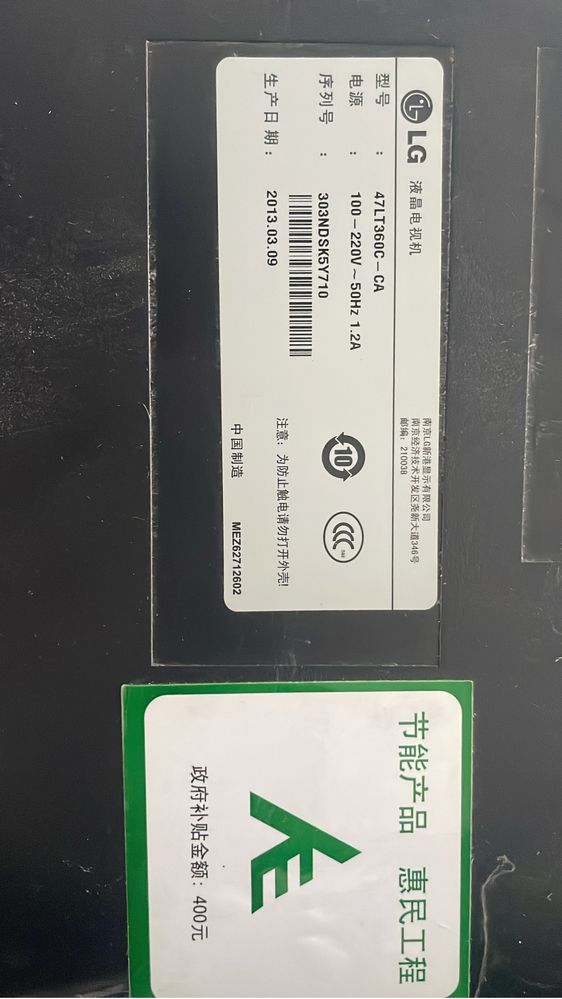 LG 液晶电视机
南京LG新港显示有限公司
南京经济技术开发区尧新大道346号
邮编: 210038
型号 : 47LT360C-CA
电源 : 100-220V~50Hz 1.2A
序列号 : 303NDSK5Y710
生产日期: 2013.03.09
10
注意: 为防止触电请勿打开外壳!
中国制造 MEZ62712602
节能产品 惠民工程
政府补贴金额: 400元